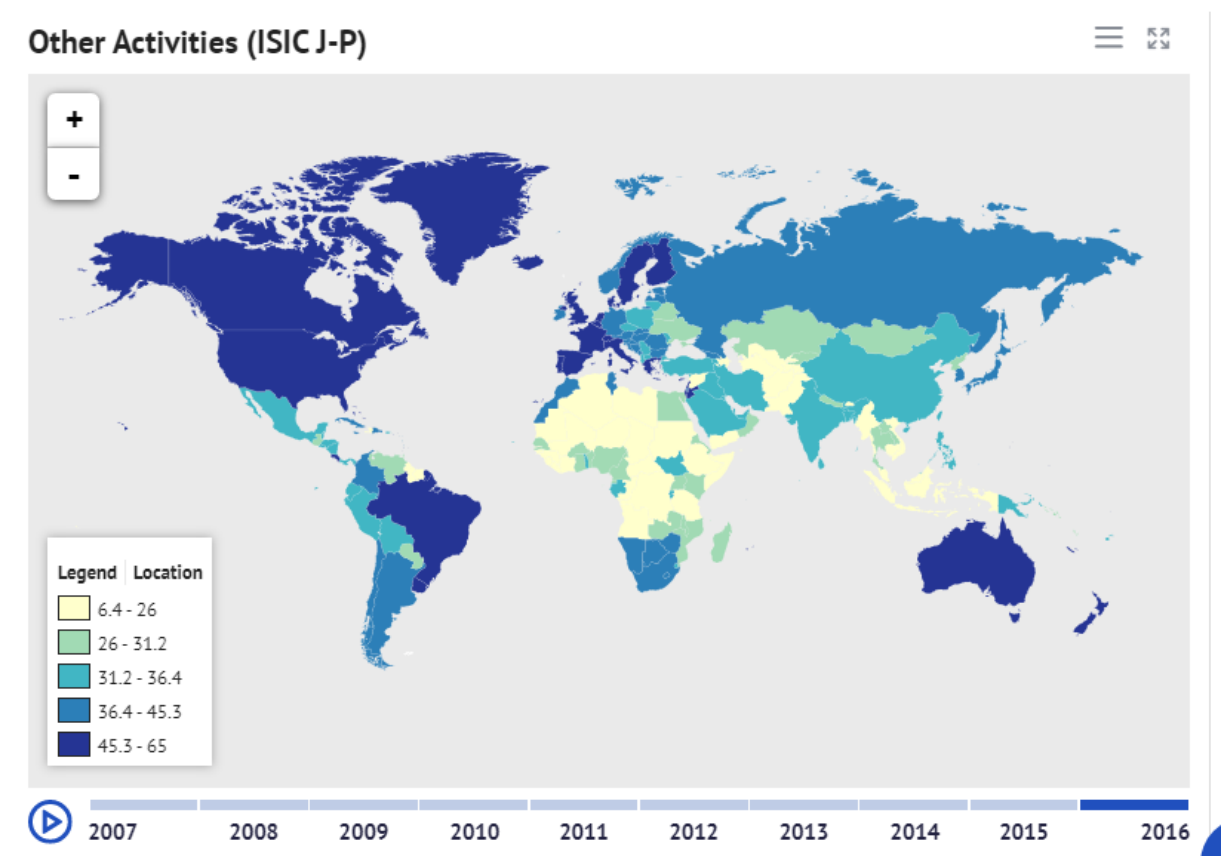 Other Activities (ISIC J-P)
+
-
Legend Location
6.4 - 26
26 - 31.2
31.2 - 36.4
36.4 - 45.3
45.3 - 65
2007 2008 2009 2010 2011 2012 2013 2014 2015 2016